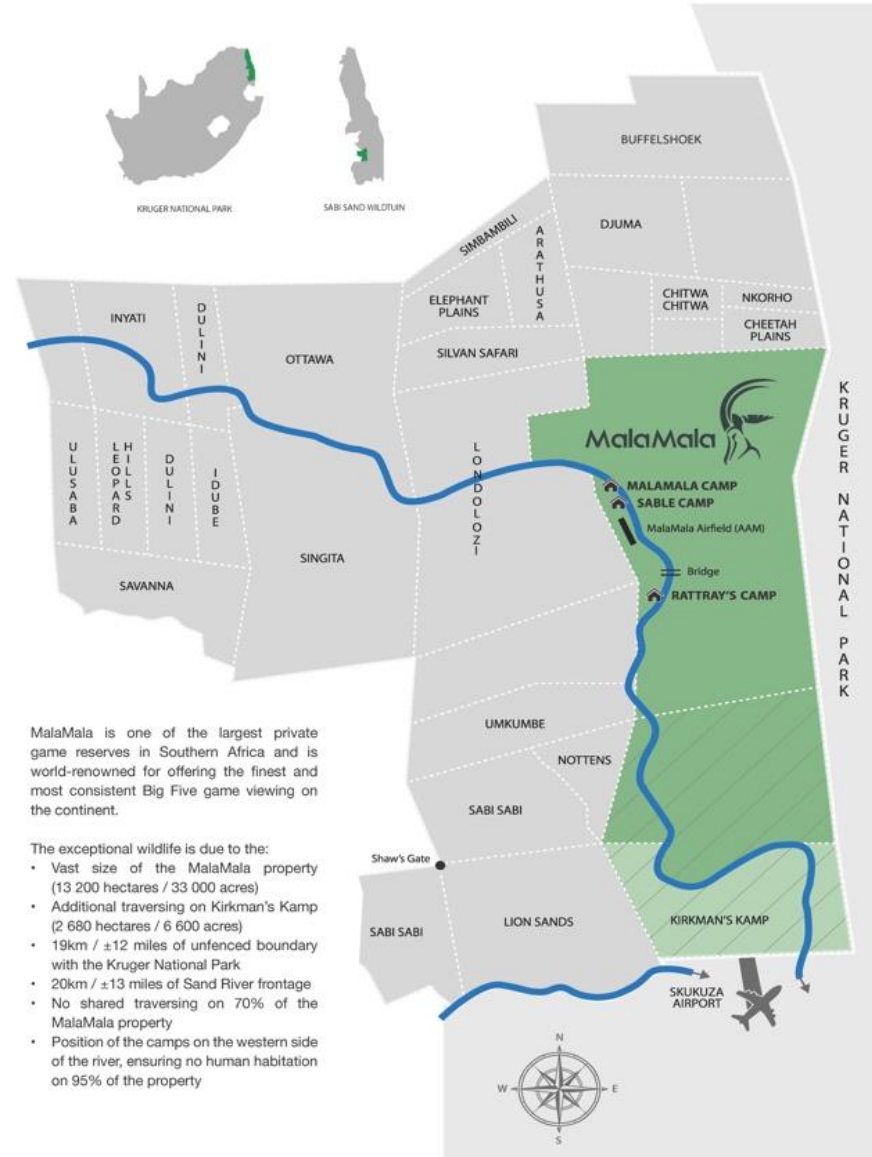 KRUGER NATIONAL PARK
SABI SAND WILDTUIN
BUFFELSHOEK
DJUMA
SIMBAMBILI
ARATHUSA
ELEPHANT
PLAINS
CHITWA
CHITWA
NKORHO
CHEETAH
PLAINS
SILVAN SAFARI
INYATI
DULINI
OTTAWA
MalaMala
KRUGER NATIONAL PARK
ULUSABA
LEOPARD
HILLS
DULINI
IDUBE
LONDOLOZI
MALAMALA CAMP
SABLE CAMP
MalaMala Airfield (AAM)
Bridge
RATTRAY'S CAMP
SINGITA
SAVANNA
UMKUMBE
NOTTENS
SABI SABI
Shaw's Gate
SABI SABI
LION SANDS
KIRKMAN'S KAMP
SKUKUZA
AIRPORT
N
W
E
S
MalaMala is one of the largest private
game reserves in Southern Africa and is
world-renowned for offering the finest and
most consistent Big Five game viewing on
the continent.
The exceptional wildlife is due to the:
• Vast size of the MalaMala property
(13 200 hectares / 33 000 acres)
• Additional traversing on Kirkman's Kamp
(2 680 hectares / 6 600 acres)
• 19km / ±12 miles of unfenced boundary
with the Kruger National Park
• 20km / ±13 miles of Sand River frontage
• No shared traversing on 70% of the
MalaMala property
• Position of the camps on the western side
of the river, ensuring no human habitation
on 95% of the property